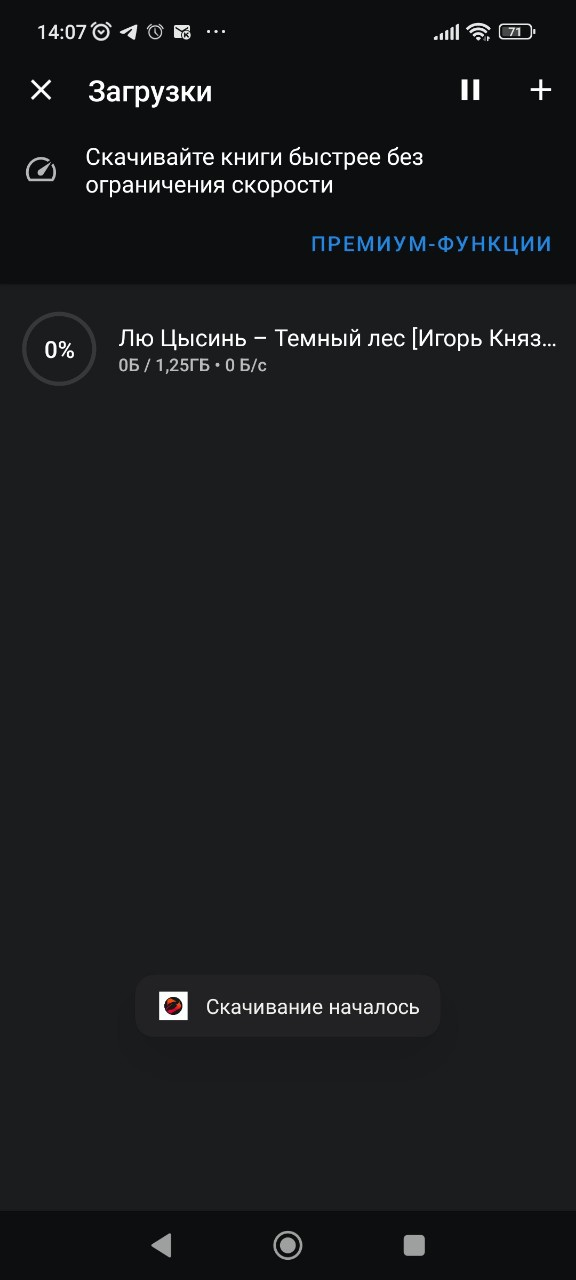 14:07
71
Загрузки
Скачивайте книги быстрее без
ограничения скорости
ПРЕМИУМ-ФУНКЦИИ
0%
Лю Цысинь – Темный лес [Игорь Княз...
0Б / 1,25ГБ • 0 Б/с
Скачивание началось